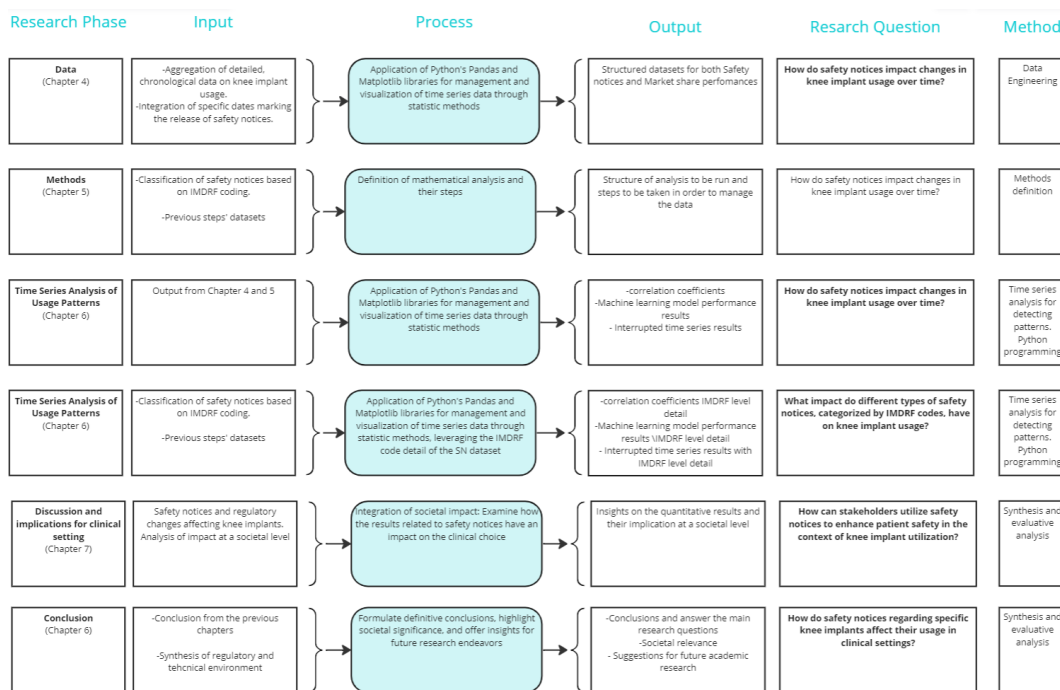 Research Phase
Input
Process
Output
Resarch Question
Method
Data
(Chapter 4)
-Aggregation of detailed,
chronological data on knee implant
usage.
-Integration of specific dates marking
the release of safety notices.
Application of Python's Pandas and
Matplotlib libraries for management and
visualization of time series data through
statistic methods
Structured datasets for both Safety
notices and Market share perfomances
How do safety notices impact changes in
knee implant usage over time?
Data
Engineering
Methods
(Chapter 5)
-Classification of safety notices based
on IMDRF coding.
-Previous steps' datasets
Definition of mathematical analysis and
their steps
Structure of analysis to be run and
steps to be taken in order to manage
the data
How do safety notices impact changes in
knee implant usage over time?
Methods
definition
Time Series Analysis of
Usage Patterns
(Chapter 6)
Output from Chapter 4 and 5
Application of Python's Pandas and
Matplotlib libraries for management and
visualization of time series data through
statistic methods
-correlation coefficients
-Machine learning model performance
results
- Interrupted time series results
How do safety notices impact changes in
knee implant usage over time?
Time series
analysis for
detecting
patterns.
Python
programming
Time Series Analysis of
Usage Patterns
(Chapter 6)
-Classification of safety notices based
on IMDRF coding.
-Previous steps' datasets
Application of Python's Pandas and
Matplotlib libraries for management and
visualization of time series data through
statistic methods, leveraging the IMDRF
code detail of the SN dataset
-correlation coefficients IMDRF level
detail
-Machine learning model performance
results \IMDRF level detail
- Interrupted time series results with
IMDRF level detail
What impact do different types of safety
notices, categorized by IMDRF codes, have
on knee implant usage?
Time series
analysis for
detecting
patterns.
Python
programming
Discussion and
implications for clinical
setting
(Chapter 7)
Safety notices and regulatory
changes affecting knee implants.
Analysis of impact at a societal level
Integration of societal impact: Examine how
the results related to safety notices have an
impact on the clinical choice
Insights on the quantitative results and
their implication at a societal level
How can stakeholders utilize safety
notices to enhance patient safety in the
context of knee implant utilization?
Synthesis and
evaluative
analysis
Conclusion
(Chapter 6)
-Conclusion from the previous
chapters
-Synthesis of regulatory and
tehcnical environment
Formulate definitive conclusions, highlight
societal significance, and offer insights for
future research endeavors
-Conclusions and answer the main
research questions
-Societal relevance
- Suggestions for future academic
research
How do safety notices regarding specific
knee implants affect their usage in
clinical settings?
Synthesis and
evaluative
analysis